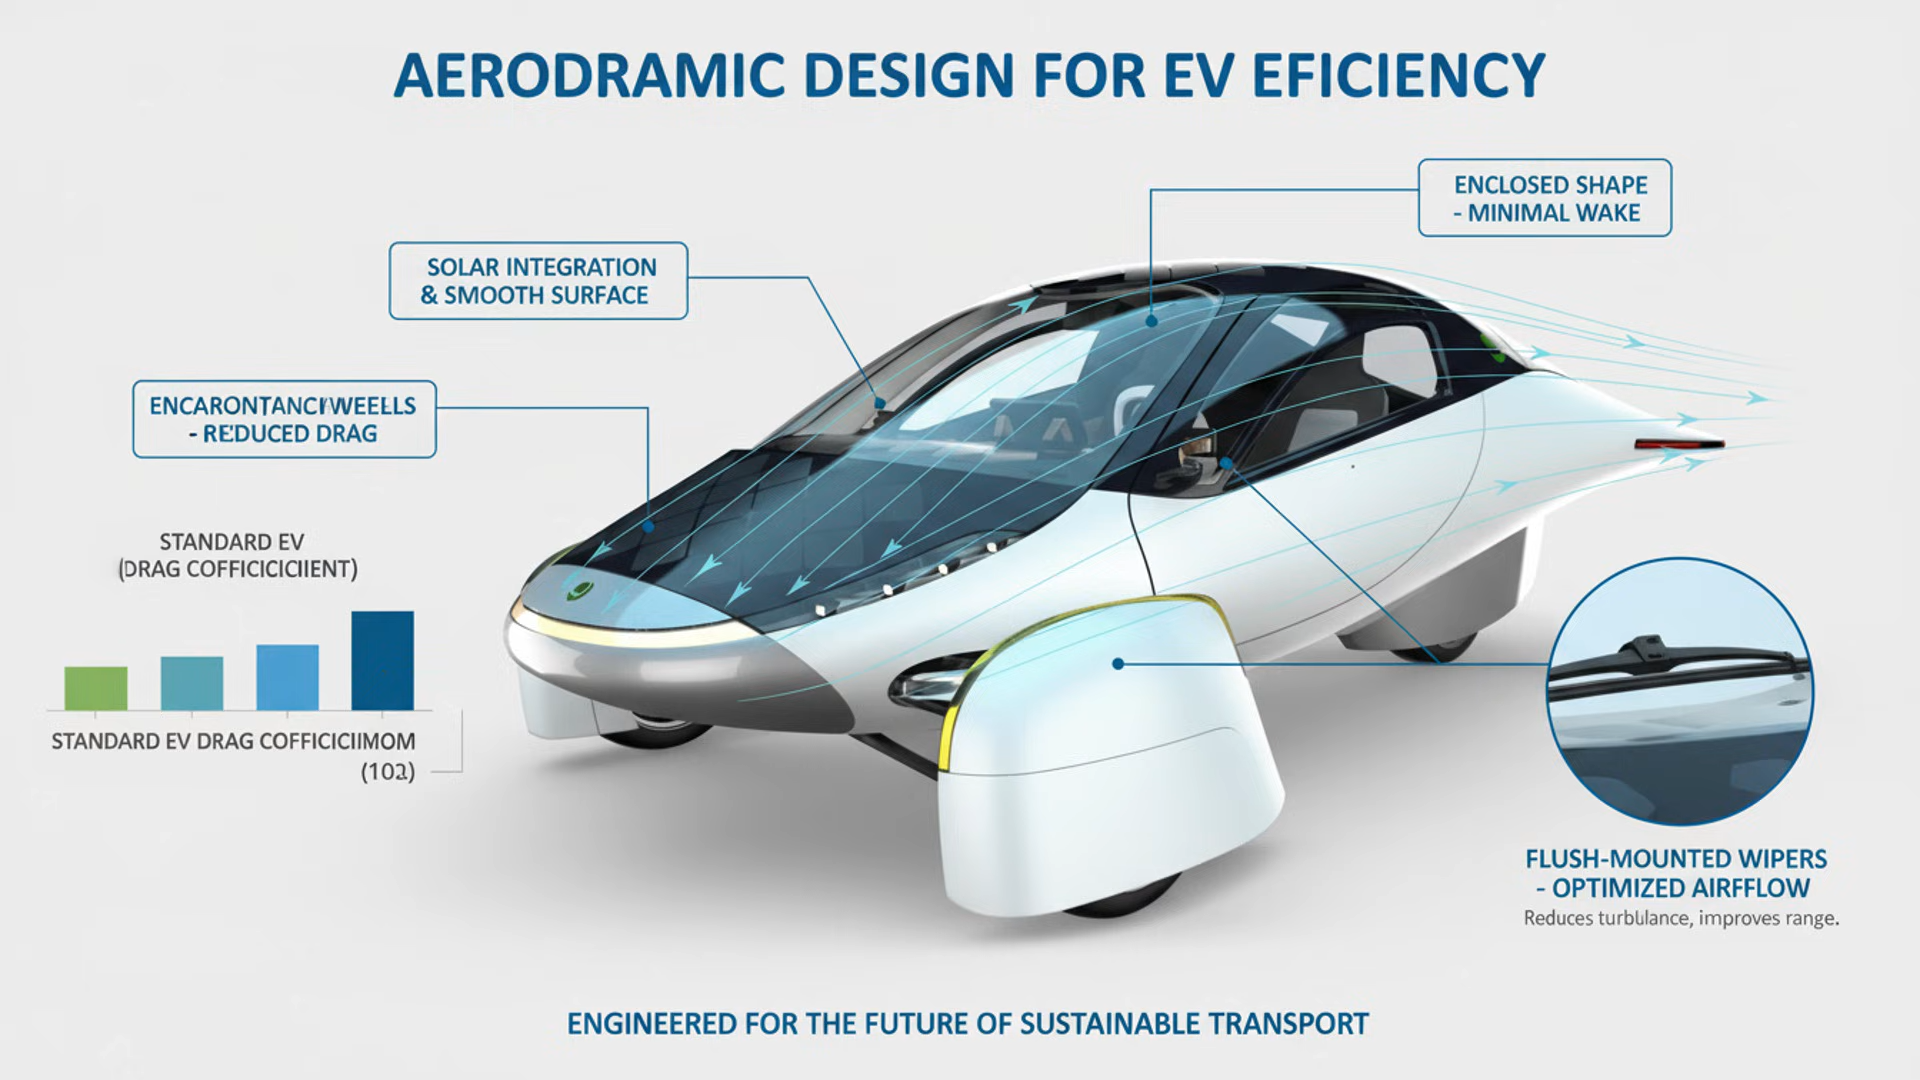 AERODRAMIC DESIGN FOR EV EFICIENCY
ENCLOSED SHAPE
- MINIMAL WAKE
SOLAR INTEGRATION
& SMOOTH SURFACE
- REDUCED DRAG
STANDARD EV
(DRAG COFFICICICIIENT)
STANDARD EV DRAG COFFICICIIMOM
FLUSH-MOUNTED WIPERS
- OPTIMIZED AIRFFLOW
Reduces turbulance, improves range.
ENGINEERED FOR THE FUTURE OF SUSTAINABLE TRANSPORT